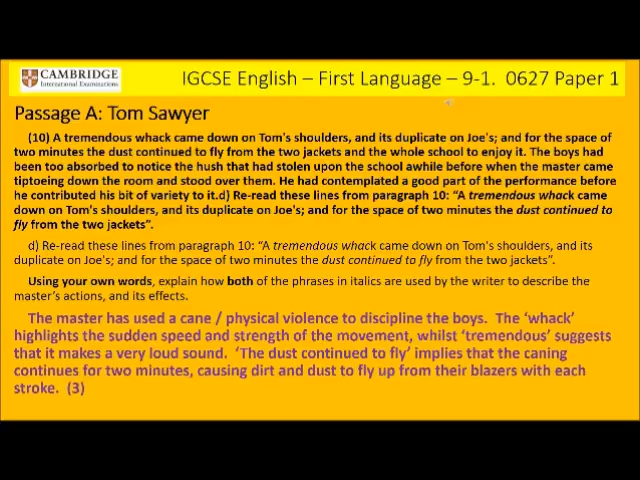 CAMBRIDGE
International Examinations
IGCSE English – First Language – 9-1.  0627 Paper 1
Passage A: Tom Sawyer
(10) A tremendous whack came down on Tom's shoulders, and its duplicate on Joe's; and for the space of
two minutes the dust continued to fly from the two jackets and the whole school to enjoy it. The boys had
been too absorbed to notice the hush that had stolen upon the school awhile before when the master came
tiptoeing down the room and stood over them. He had contemplated a good part of the performance before
he contributed his bit of variety to it.d) Re-read these lines from paragraph 10: “A tremendous whack came
down on Tom's shoulders, and its duplicate on Joe's; and for the space of two minutes the dust continued to
fly from the two jackets”.
d) Re-read these lines from paragraph 10: “A tremendous whack came down on Tom's shoulders, and its
duplicate on Joe's; and for the space of two minutes the dust continued to fly from the two jackets”.
Using your own words, explain how both of the phrases in italics are used by the writer to describe the
master's actions, and its effects.
The master has used a cane / physical violence to discipline the boys.  The ‘whack’
highlights the sudden speed and strength of the movement, whilst ‘tremendous’ suggests
that it makes a very loud sound.  ‘The dust continued to fly’ implies that the caning
continues for two minutes, causing dirt and dust to fly up from their blazers with each
stroke.  (3)